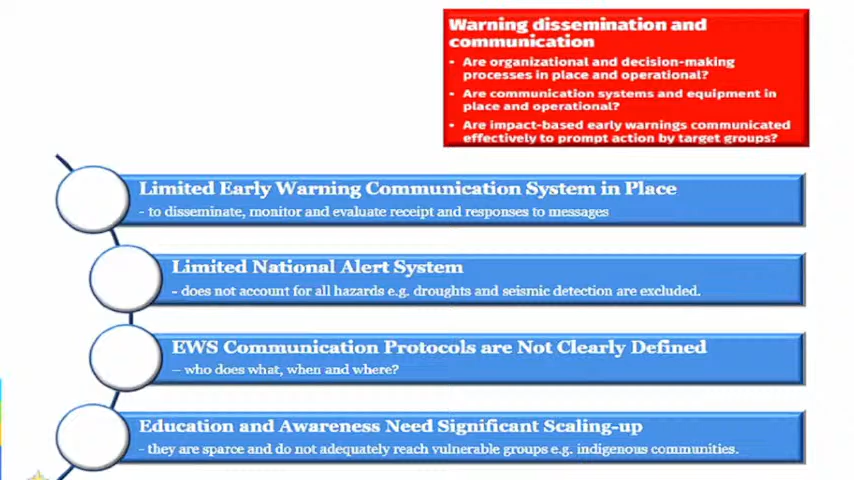 Warning dissemination and
communication
• Are organizational and decision-making
processes in place and operational?
• Are communication systems and equipment in
place and operational?
• Are impact-based early warnings communicated
effectively to prompt action by target groups?
Limited Early Warning Communication System in Place
- to disseminate, monitor and evaluate receipt and responses to messages
Limited National Alert System
- does not account for all hazards e.g. droughts and seismic detection are excluded.
EWS Communication Protocols are Not Clearly Defined
– who does what, when and where?
Education and Awareness Need Significant Scaling-up
- they are sparce and do not adequately reach vulnerable groups e.g. indigenous communities.